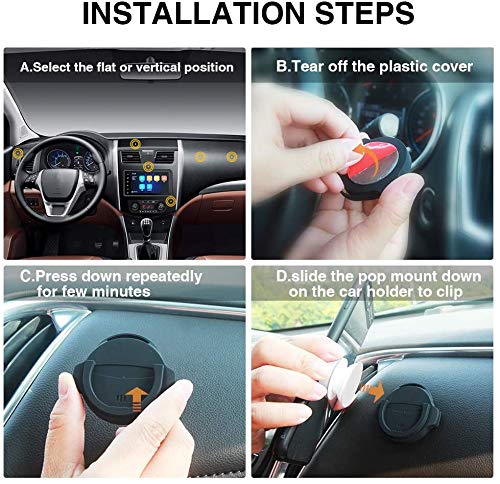 INSTALLATION STEPS
A.Select the flat or vertical position
B.Tear off the plastic cover
C.Press down repeatedly
for few minutes
D.slide the pop mount down
on the car holder to clip